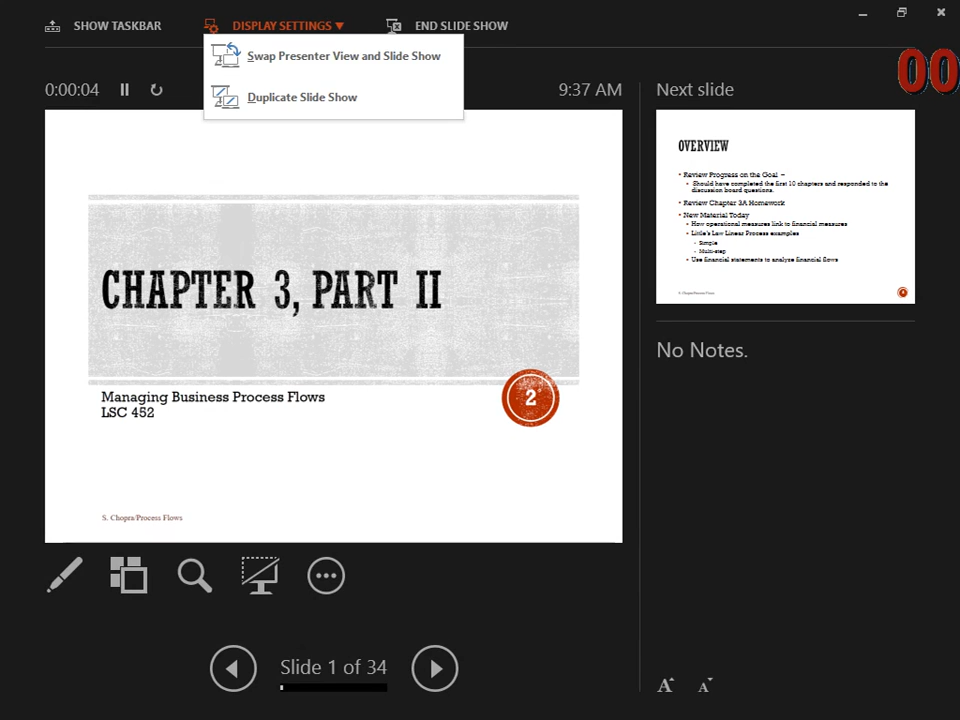 SHOW TASKBAR
DISPLAY SETTINGS
END SLIDE SHOW
Swap Presenter View and Slide Show
Duplicate Slide Show
0:00:04
9:37 AM
CHAPTER 3, PART II
Managing Business Process Flows
LSC 452
2
S. Chopra/Process Flows
Slide 1 of 34
00
Next slide
OVERVIEW
• Review Progress on the Goal –
• Should have completed the first 10 chapters and responded to the
discussion board questions.
• Review Chapter 3A Homework
• New Material Today
• How operational measures link to financial measures
• Little's Law Linear Process examples
• Simple
• Multi-step
• Use financial statements to analyze financial flows
S. Chopra/Process Flows
No Notes.
A A